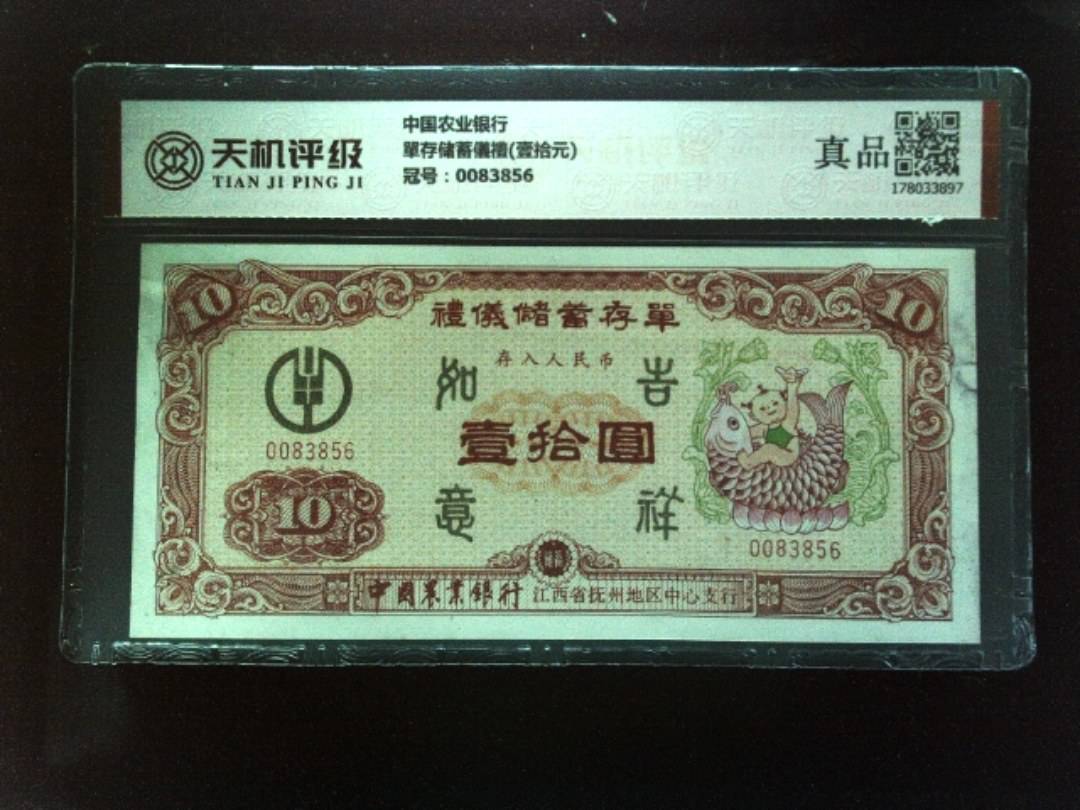 天机评级
TIAN JI PING JI
中国农业银行
單存储蓄儀禮(壹拾元)
冠号：0083856
真品
178033897
10
10
禮儀儲蓄存單
存入人民币
如
吉
0083856
壹拾圓
10
意
祥
0083856
中國農業銀行 江西省抚州地区中心支行